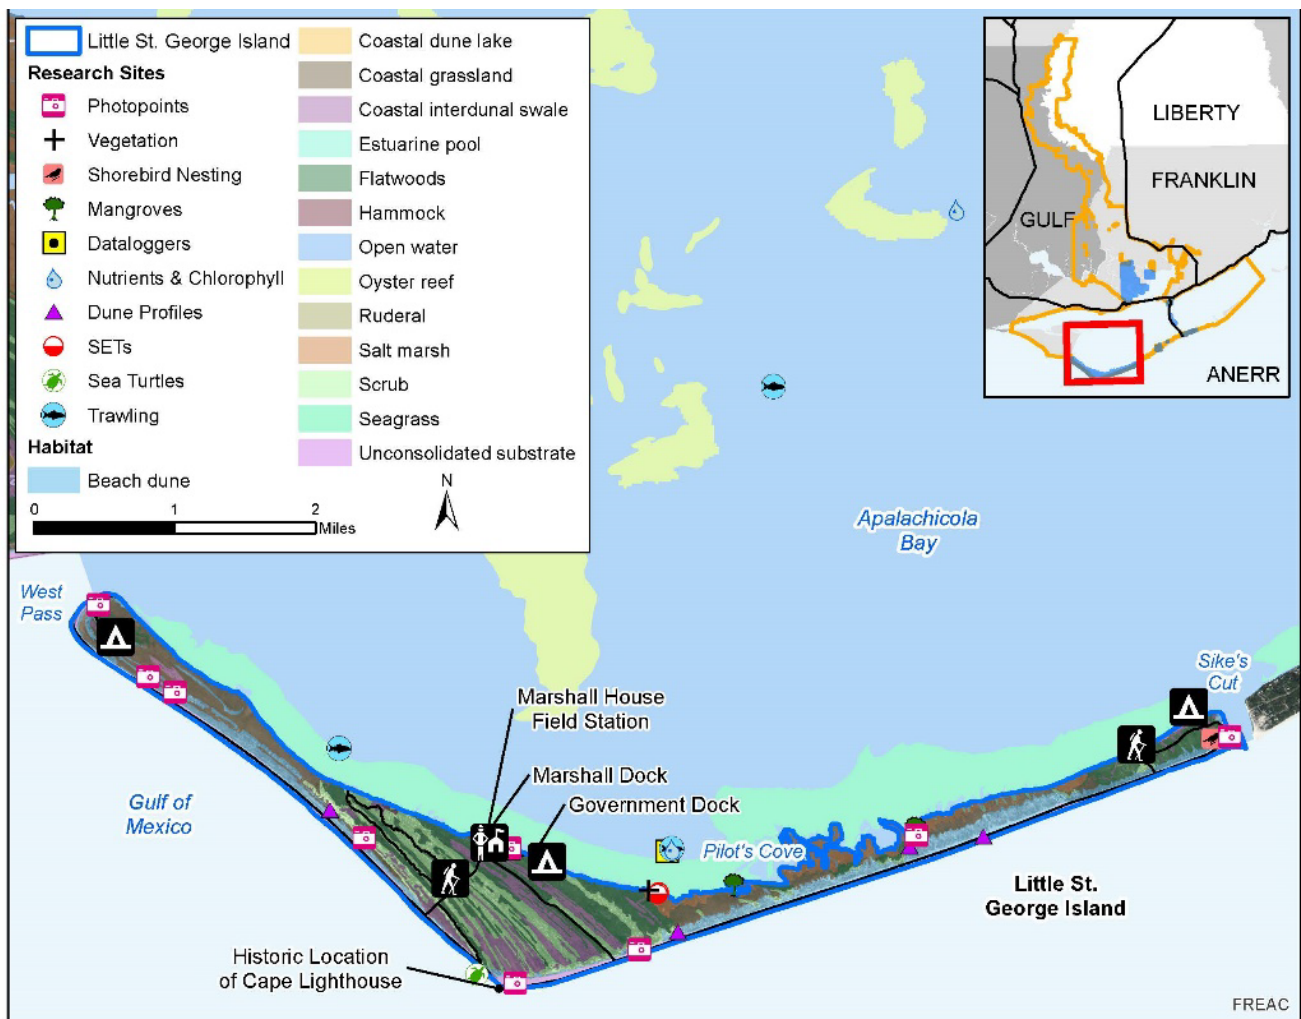 Little St. George Island
Research Sites
Photopoints
Vegetation
Shorebird Nesting
Mangroves
Dataloggers
Nutrients & Chlorophyll
Dune Profiles
SETs
Sea Turtles
Trawling
Habitat
Beach dune
Coastal dune lake
Coastal grassland
Coastal interdunal swale
Estuarine pool
Flatwoods
Hammock
Open water
Oyster reef
Ruderal
Salt marsh
Scrub
Seagrass
Unconsolidated substrate
N
0 1 2
Miles
LIBERTY
FRANKLIN
GULF
ANERR
Apalachicola
Bay
West
Pass
Sike's
Cut
Marshall House
Field Station
Marshall Dock
Government Dock
Gulf of
Mexico
Pilot's Cove
Little St.
George Island
Historic Location
of Cape Lighthouse
FREAC